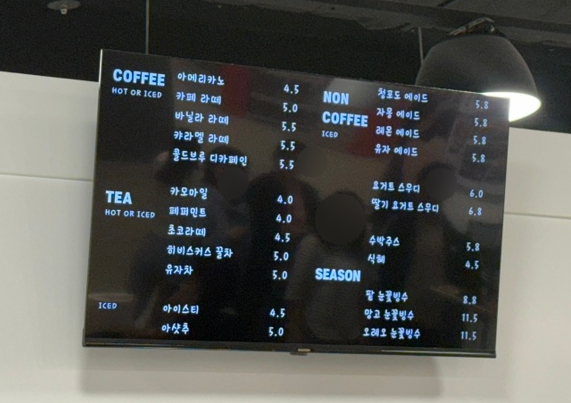 COFFEE
HOT OR ICED
아메리카노 4.5
카페 라떼 5.0
바닐라 라떼 5.5
캬라멜 라떼 5.5
콜드브루 디카페인 5.5
TEA
HOT OR ICED
카모마일 4.0
페퍼민트 4.0
초코라떼 4.5
히비스커스 꿀차 5.0
유자차 5.0
ICED
아이스티 4.5
아샷추 5.0
NON
COFFEE
ICED
청포도 에이드 5.8
자몽 에이드 5.8
레몬 에이드 5.8
유자 에이드 5.8
요거트 스무디 6.0
딸기 요거트 스무디 6.8
수박주스 5.8
식혜 4.5
SEASON
팥 눈꽃빙수 8.8
망고 눈꽃빙수 11.5
오레오 눈꽃빙수 11.5